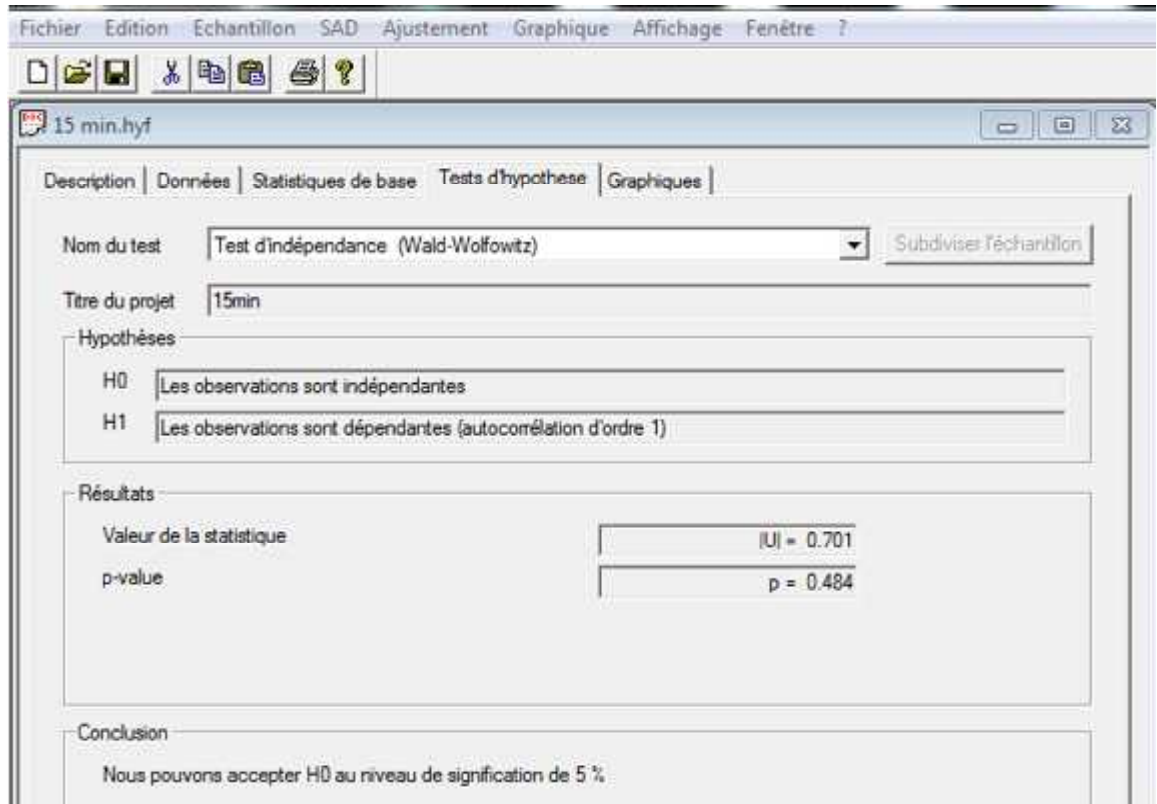 Fichier Edition Echantillon SAD Ajustement Graphique Affichage Fenêtre ?
15 min.hyf
Description Données Statistiques de base Tests d'hypothese Graphiques
Nom du test Test d'indépendance (Wald-Wolfowitz) Subdiviser l'échantillon
Titre du projet 15min
Hypothèses
H0 Les observations sont indépendantes
H1 Les observations sont dépendantes (autocorrélation d'ordre 1)
Résultats
Valeur de la statistique |U| = 0.701
p-value p = 0.484
Conclusion
Nous pouvons accepter H0 au niveau de signification de 5 %